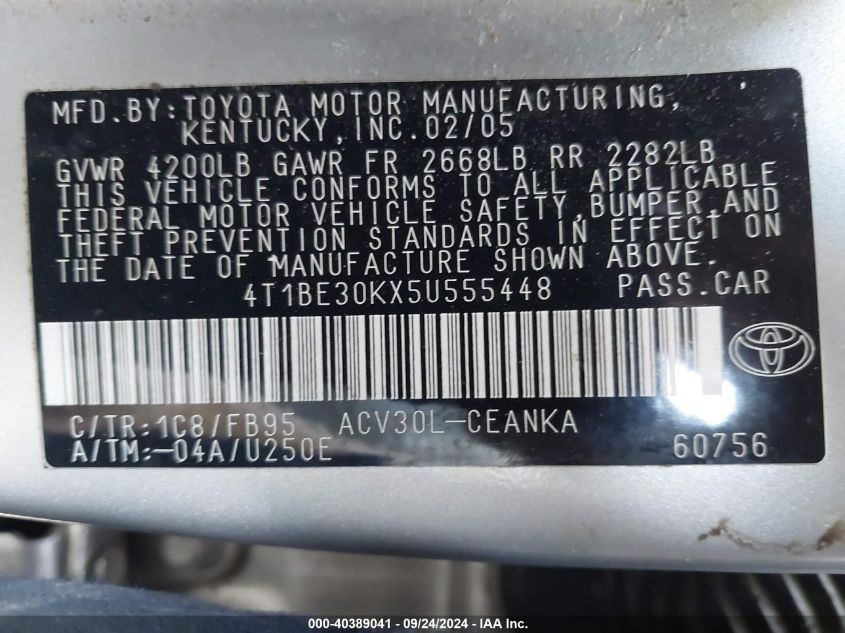 MFD.BY:TOYOTA MOTOR MANUFACTURING,
KENTUCKY,INC.02/05
GVWR 4200LB GAWR FR 2668LB RR 2282LB
THIS VEHICLE CONFORMS TO ALL APPLICABLE
FEDERAL MOTOR VEHICLE SAFETY,BUMPER,AND
THEFT PREVENTION STANDARDS IN EFFECT ON
THE DATE OF MANUFACTURE SHOWN ABOVE.
4T1BE30KX5U555448 PASS.CAR
C/TR:1C8/FB95 ACV30L-CEANKA
A/TM:-04A/U250E 60756
000-40389041 - 09/24/2024 - COPYRIGHT IAA, LLC.